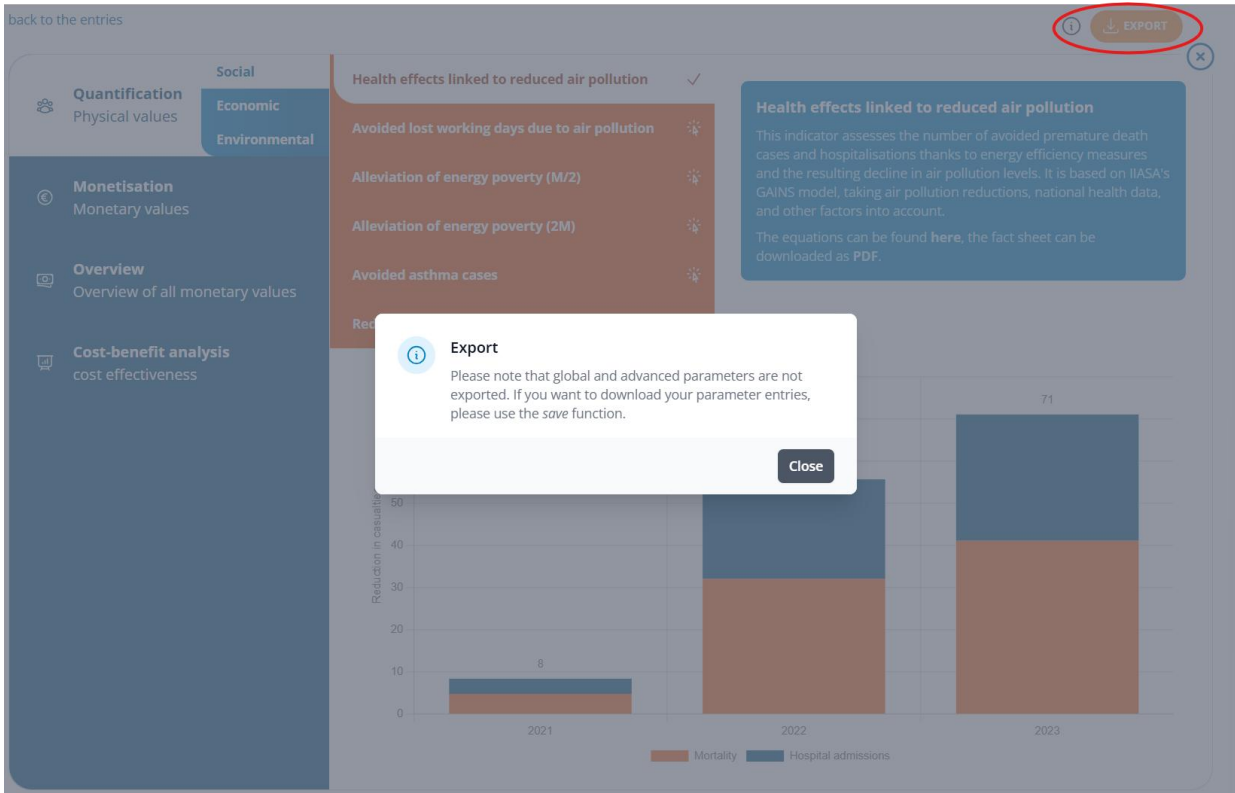 back to the entries
EXPORT
Quantification
Physical values
Social
Economic
Environmental
Monetisation
Monetary values
Overview
Overview of all monetary values
Cost-benefit analysis
cost effectiveness
Health effects linked to reduced air pollution
Avoided lost working days due to air pollution
Alleviation of energy poverty (M/2)
Alleviation of energy poverty (2M)
Avoided asthma cases
Health effects linked to reduced air pollution
This indicator assesses the number of avoided premature death
cases and hospitalisations thanks to energy efficiency measures
and the resulting decline in air pollution levels. It is based on IIASA's
GAINS model, taking air pollution reductions, national health data,
and other factors into account.
The equations can be found here, the fact sheet can be
downloaded as PDF.
Export
Please note that global and advanced parameters are not
exported. If you want to download your parameter entries,
please use the save function.
Close
71
50
40
30
20
10
0
Reduction in casualties
8
2021
2022
2023
Mortality
Hospital admissions